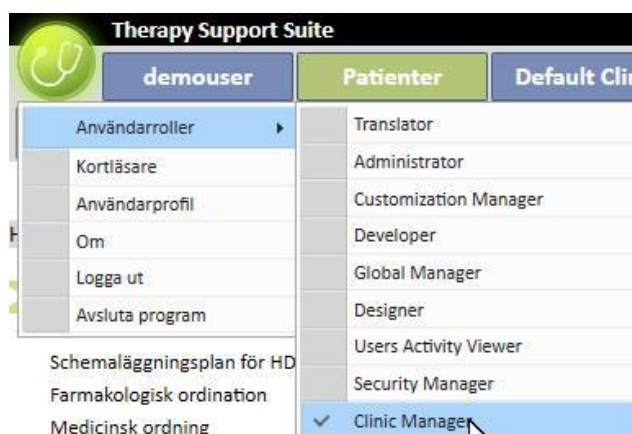 Therapy Support Suite
demouser
Patienter
Default Cli
Användarroller
Kortläsare
Användarprofil
Om
Logga ut
Avsluta program
Translator
Administrator
Customization Manager
Developer
Global Manager
Designer
Users Activity Viewer
Security Manager
Clinic Manager
Schemaläggningsplan för HD
Farmakologisk ordination
Medicinsk ordning